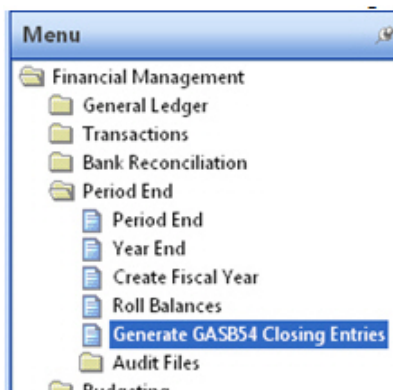 Menu
Financial Management
General Ledger
Transactions
Bank Reconciliation
Period End
Period End
Year End
Create Fiscal Year
Roll Balances
Generate GASB54 Closing Entries
Audit Files
Budgeting